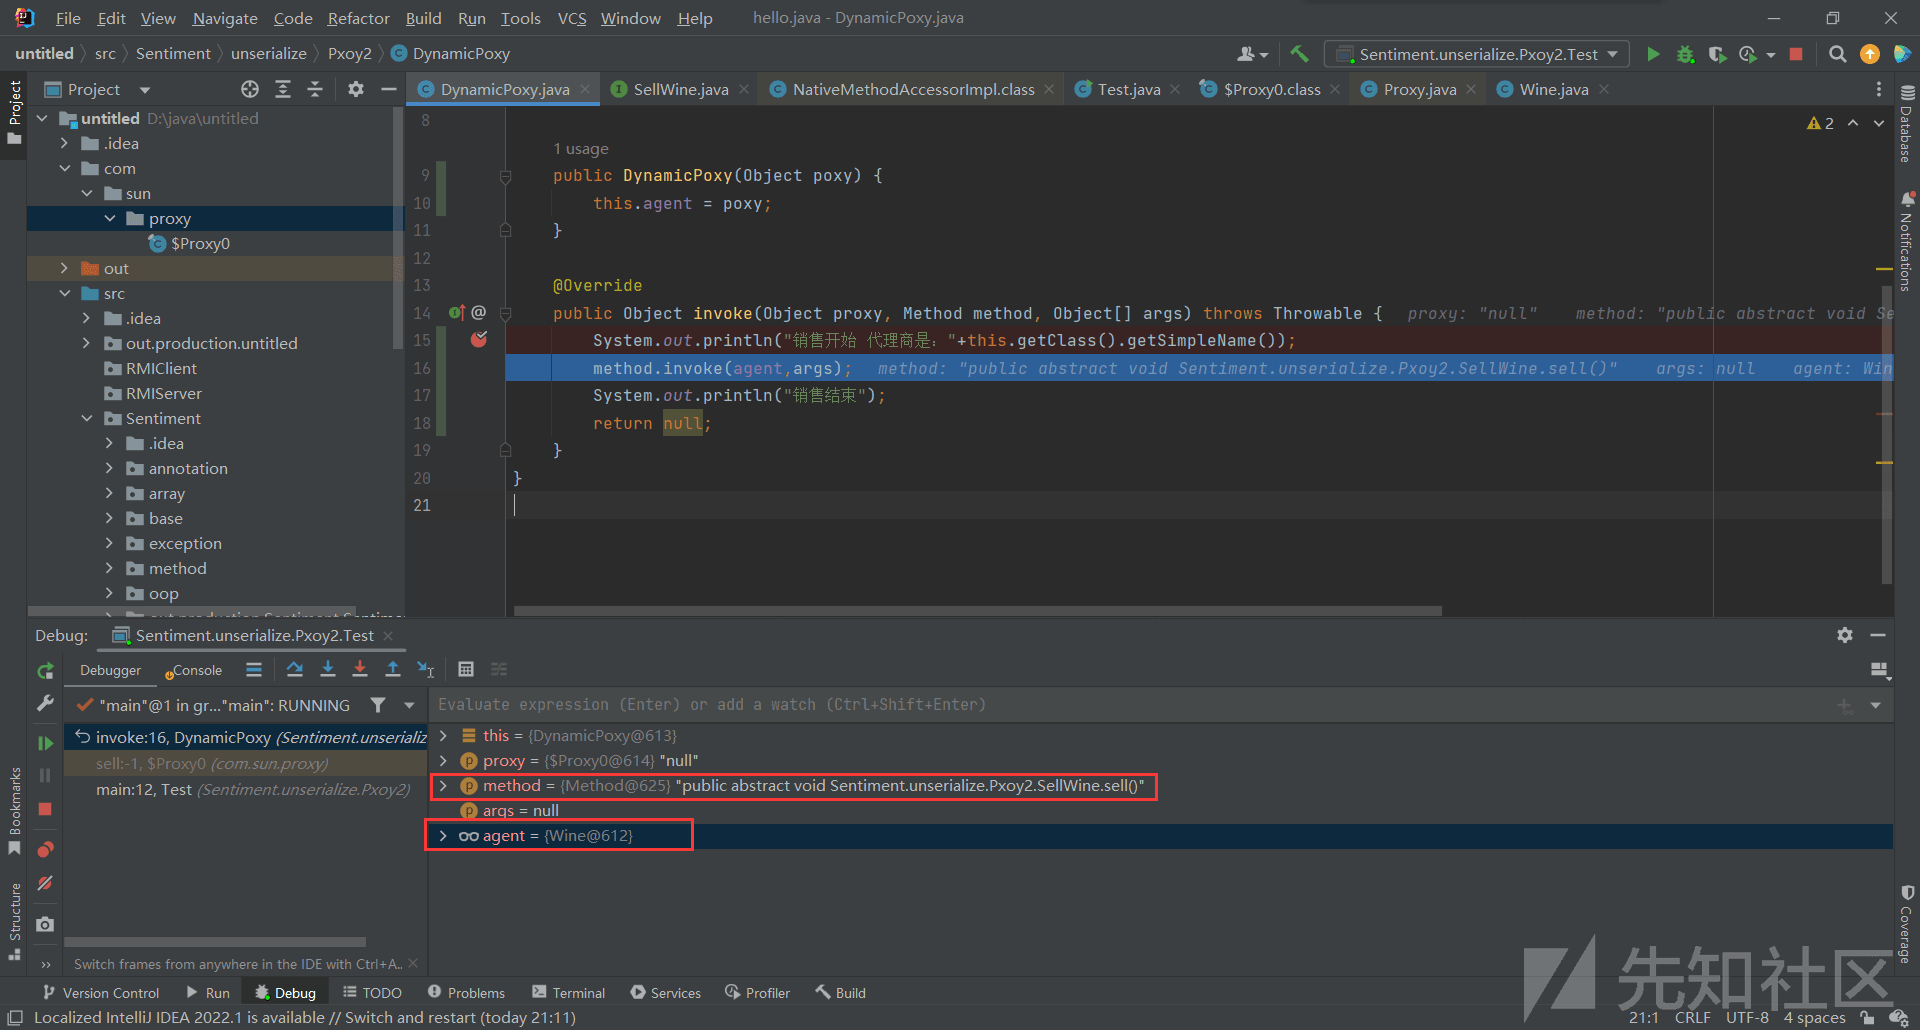 File Edit View Navigate Code Refactor Build Run Tools VCS Window Help hello.java - DynamicPoxy.java
untitled src Sentiment unserialize Pxoy2 DynamicPoxy
Sentiment.unserialize.Pxoy2.Test
Project
Project
DynamicPoxy.java SellWine.java NativeMethodAccessorImpl.class Test.java $Proxy0.class Proxy.java Wine.java
untitled D:\java\untitled
.idea
com
sun
proxy
$Proxy0
out
src
.idea
out.production.untitled
RMIClient
RMIServer
Sentiment
.idea
annotation
array
base
exception
method
oop
2
8
1 usage
9 public DynamicPoxy(Object poxy) {
10 this.agent = poxy;
11 }
12
13 @Override
14 @ public Object invoke(Object proxy, Method method, Object[] args) throws Throwable { proxy: "null" method: "public abstract void Se
15 System.out.println("销售开始 代理商是: "+this.getClass().getSimpleName());
16 method.invoke(agent,args); method: "public abstract void Sentiment.unserialize.Pxoy2.SellWine.sell()" args: null agent: Win
17 System.out.println("销售结束");
18 return null;
19 }
20 }
21
Database
Notifications
Coverage
Debug: Sentiment.unserialize.Pxoy2.Test
Debugger Console
"main"@1 in gr..."main": RUNNING
invoke:16, DynamicPoxy (Sentiment.unserializ
sell:-1, $Proxy0 (com.sun.proxy)
main:12, Test (Sentiment.unserialize.Pxoy2)
Evaluate expression (Enter) or add a watch (Ctrl+Shift+Enter)
this = {DynamicPoxy@613}
proxy = {$Proxy0@614} "null"
method = {Method@625} "public abstract void Sentiment.unserialize.Pxoy2.SellWine.sell()"
args = null
agent = {Wine@612}
Bookmarks
Structure
Switch frames from anywhere in the IDE with Ctrl+A..
Version Control Run Debug TODO Problems Terminal Services Profiler Build
Localized IntelliJ IDEA 2022.1 is available // Switch and restart (today 21:11)
21:1 CRLF UTF-8 4 spaces
先知社区